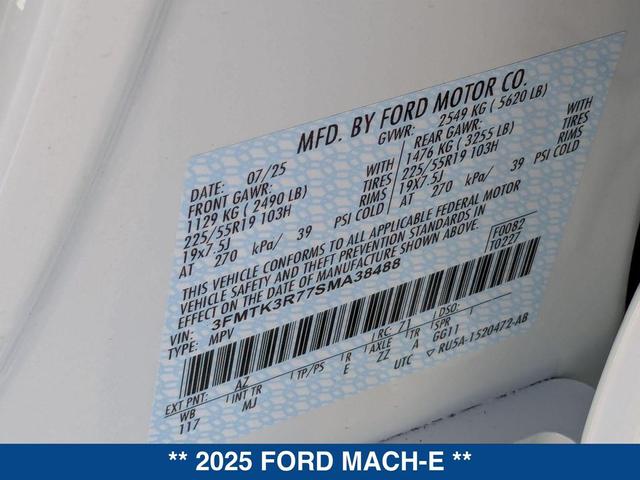 MFD. BY FORD MOTOR CO.
DATE: 07/25
GVWR: 2549 KG ( 5620 LB)
FRONT GAWR: WITH
1129 KG ( 2490 LB) TIRES
225/55R19 103H RIMS
19x7.5J PSI COLD
AT 270 kPa/ 39
REAR GAWR: WITH
1476 KG ( 3255 LB) TIRES
225/55R19 103H RIMS
19x7.5J PSI COLD
AT 270 kPa/ 39
THIS VEHICLE CONFORMS TO ALL APPLICABLE FEDERAL MOTOR
VEHICLE SAFETY AND THEFT PREVENTION STANDARDS IN
EFFECT ON THE DATE OF MANUFACTURE SHOWN ABOVE.
F0082
T0227
VIN: 3FMTK3R77SMA38488
TYPE: MPV
EXT PNT: AZ RC: 7 DSO:
WB INT TR TP/PS R AXLE TR SPR
117 MJ E ZZ A GG11
UTC ▽ RU5A-1520472-AB
** 2025 FORD MACH-E **